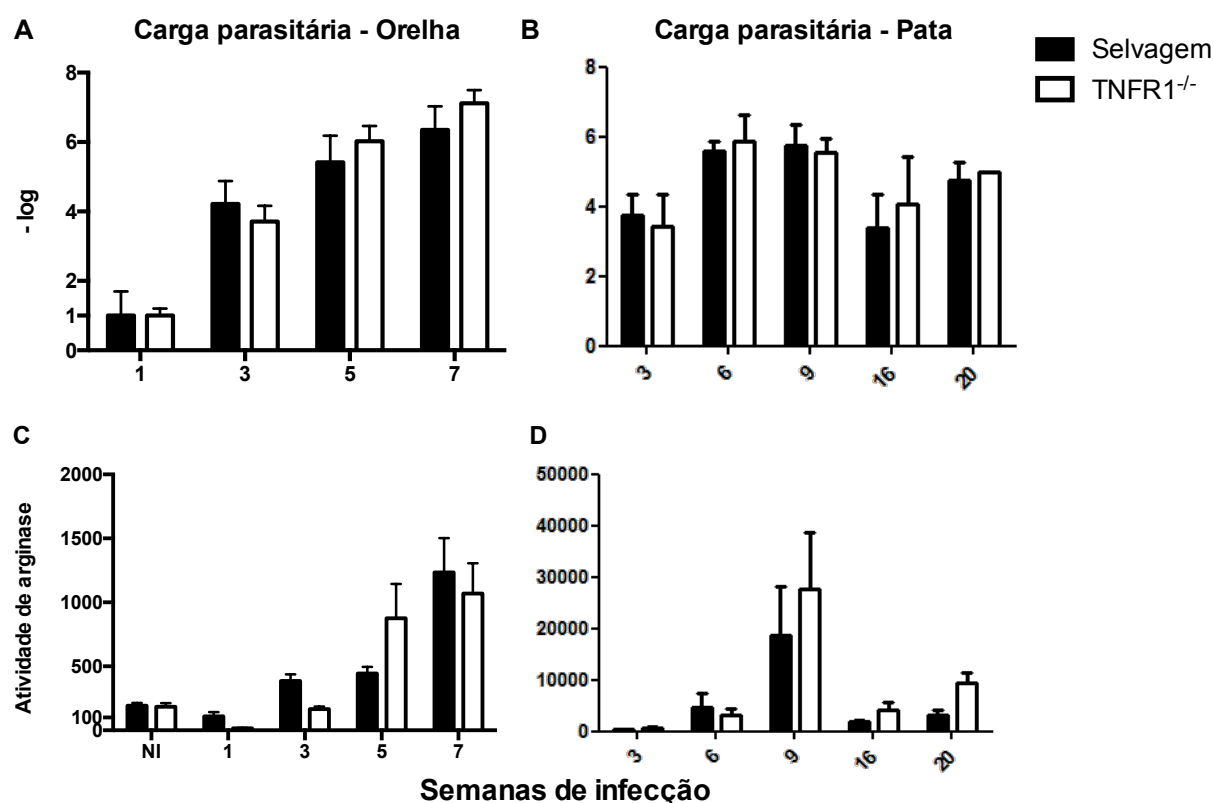 A
Carga parasitária - Orelha
B
Carga parasitária - Pata
Selvagem
TNFR1-/-
8
6
4
2
1
0
- log
1 3 5 7
8
6
4
2
0
3 6 9 16 20
C
2000
1500
1000
500
100
0
Atividade de arginase
NI 1 3 5 7
D
50000
40000
30000
20000
10000
0
3 6 9 16 20
Semanas de infecção